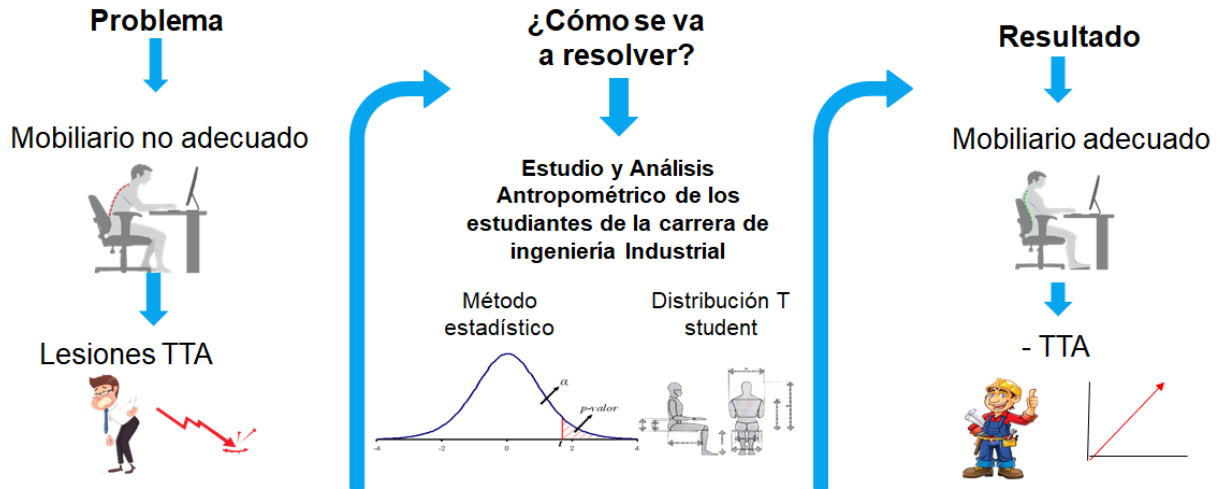 Problema
Mobiliario no adecuado
Lesiones TTA
¿Cómo se va
a resolver?
Estudio y Análisis
Antropométrico de los
estudiantes de la carrera de
ingeniería Industrial
Método
estadístico
α
p-valor
-4
-2
0
2
4
Distribución T
student
Resultado
Mobiliario adecuado
- TTA